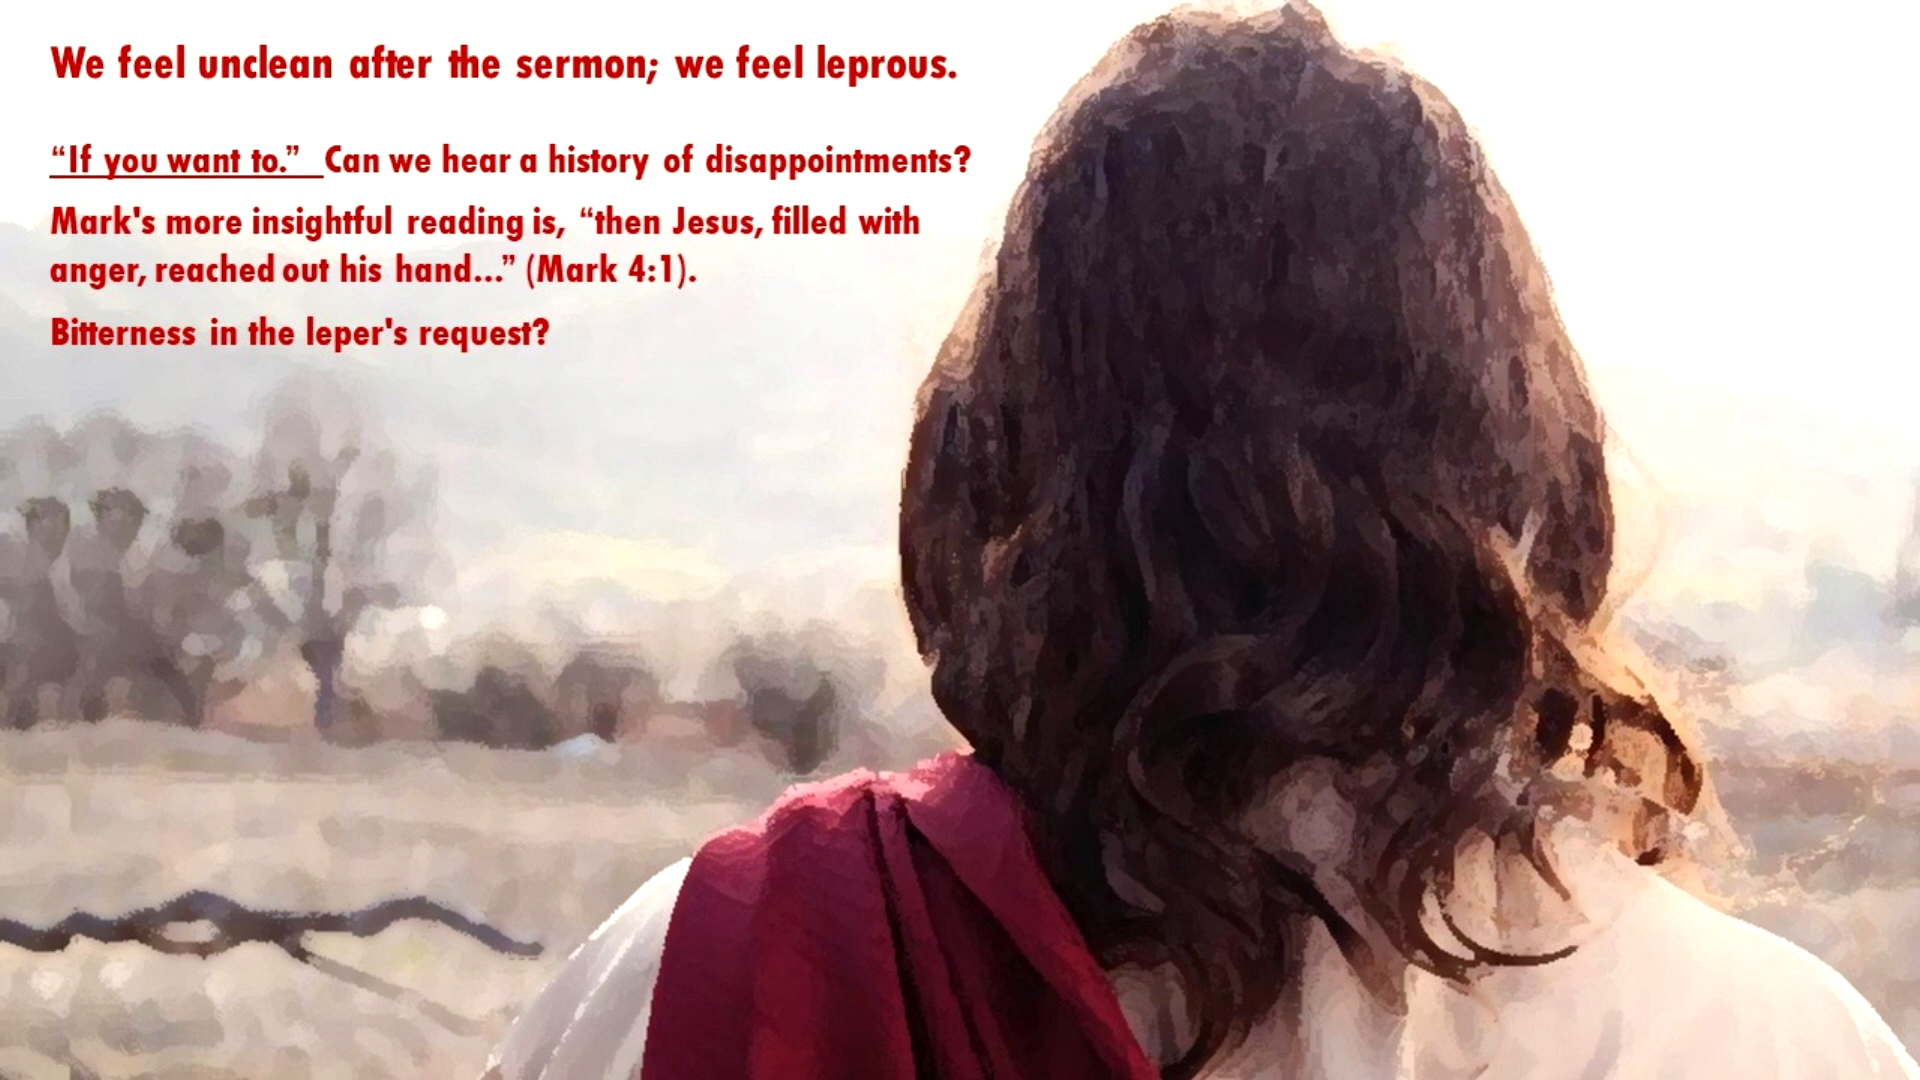 We feel unclean after the sermon; we feel leprous.
“If you want to.” Can we hear a history of disappointments?
Mark's more insightful reading is, “then Jesus, filled with
anger, reached out his hand...” (Mark 4:1).
Bitterness in the leper's request?